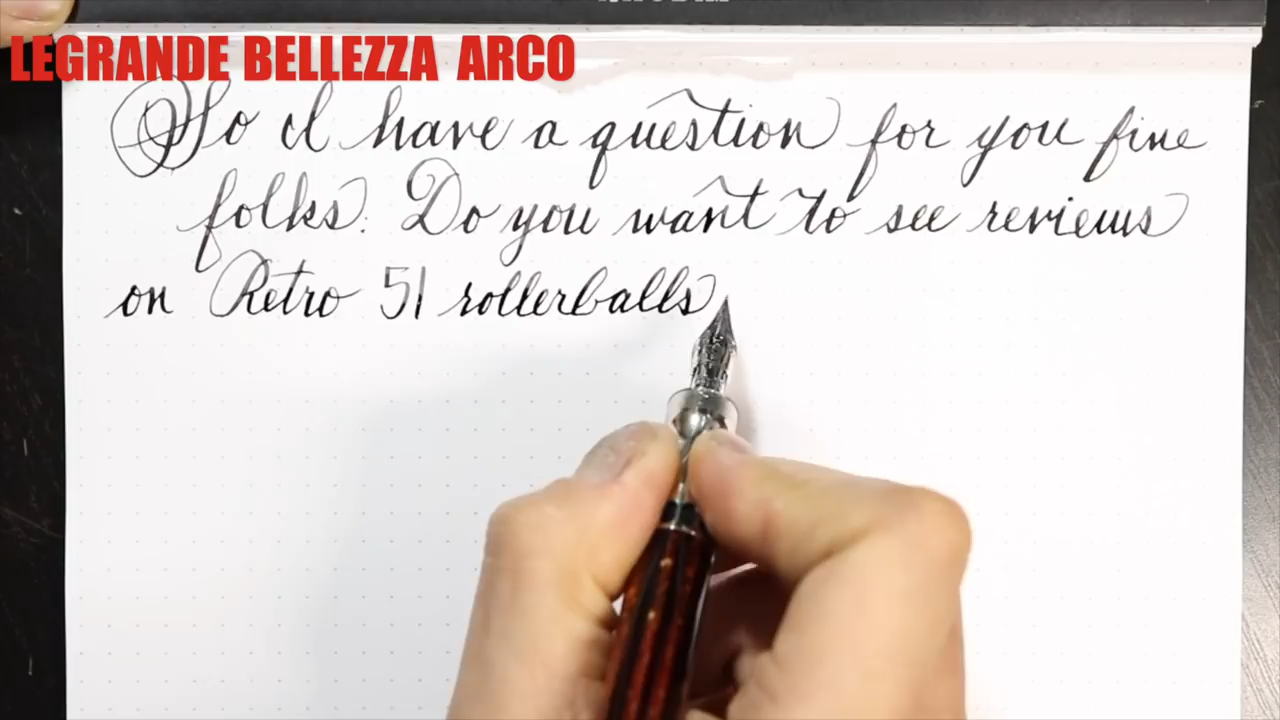 LEGRANDE BELLEZZA ARCO
So I have a question for you fine
folks. Do you want to see reviews
on Retro 51 rollerballs